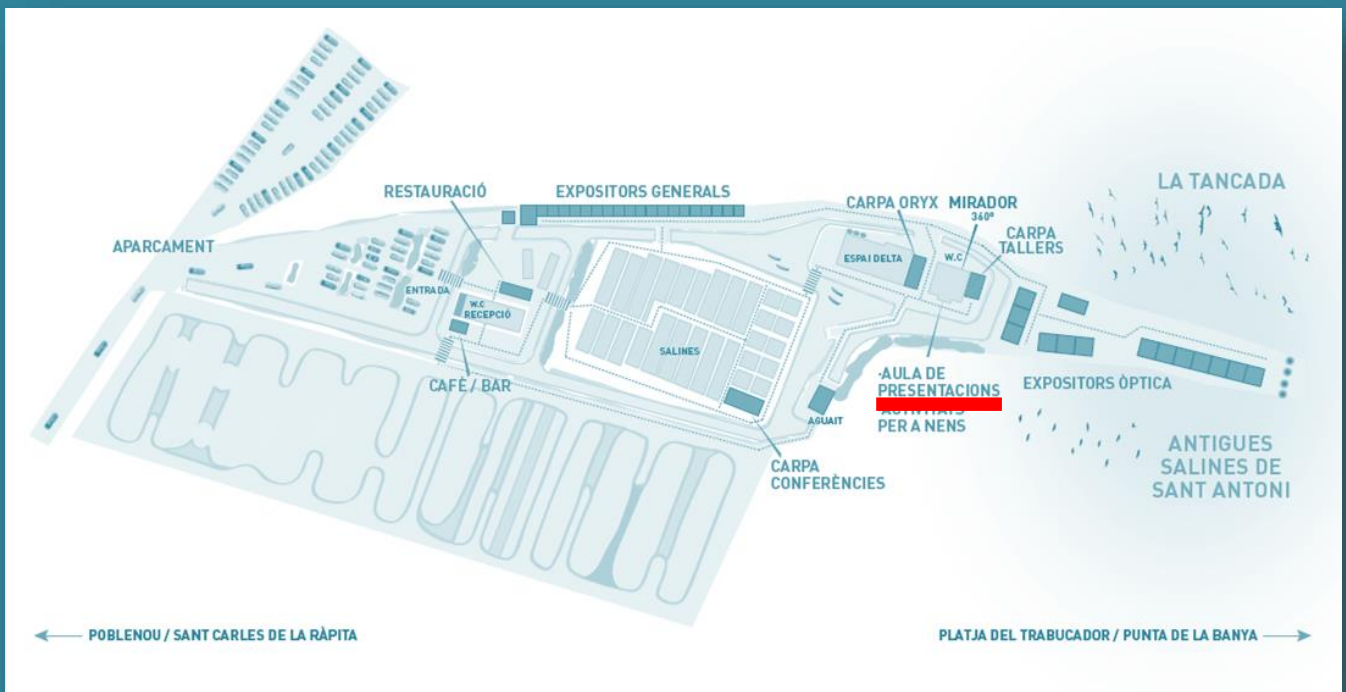 LA TANCADA
RESTAURACIÓ
EXPOSITORS GENERALS
CARPA ORYX
MIRADOR
360º
CARPA
TALLERS
APARCAMENT
ESPAI DELTA
W.C
ENTRADA
W.C
RECEPCIÓ
SALINES
CAFÈ / BAR
·AULA DE
PRESENTACIONS
PER A NENS
EXPOSITORS ÒPTICA
AGUAIT
CARPA
CONFERÈNCIES
ANTIGUES
SALINES DE
SANT ANTONI
POBLENOU / SANT CARLES DE LA RÀPITA
PLATJA DEL TRABUCADOR / PUNTA DE LA BANYA